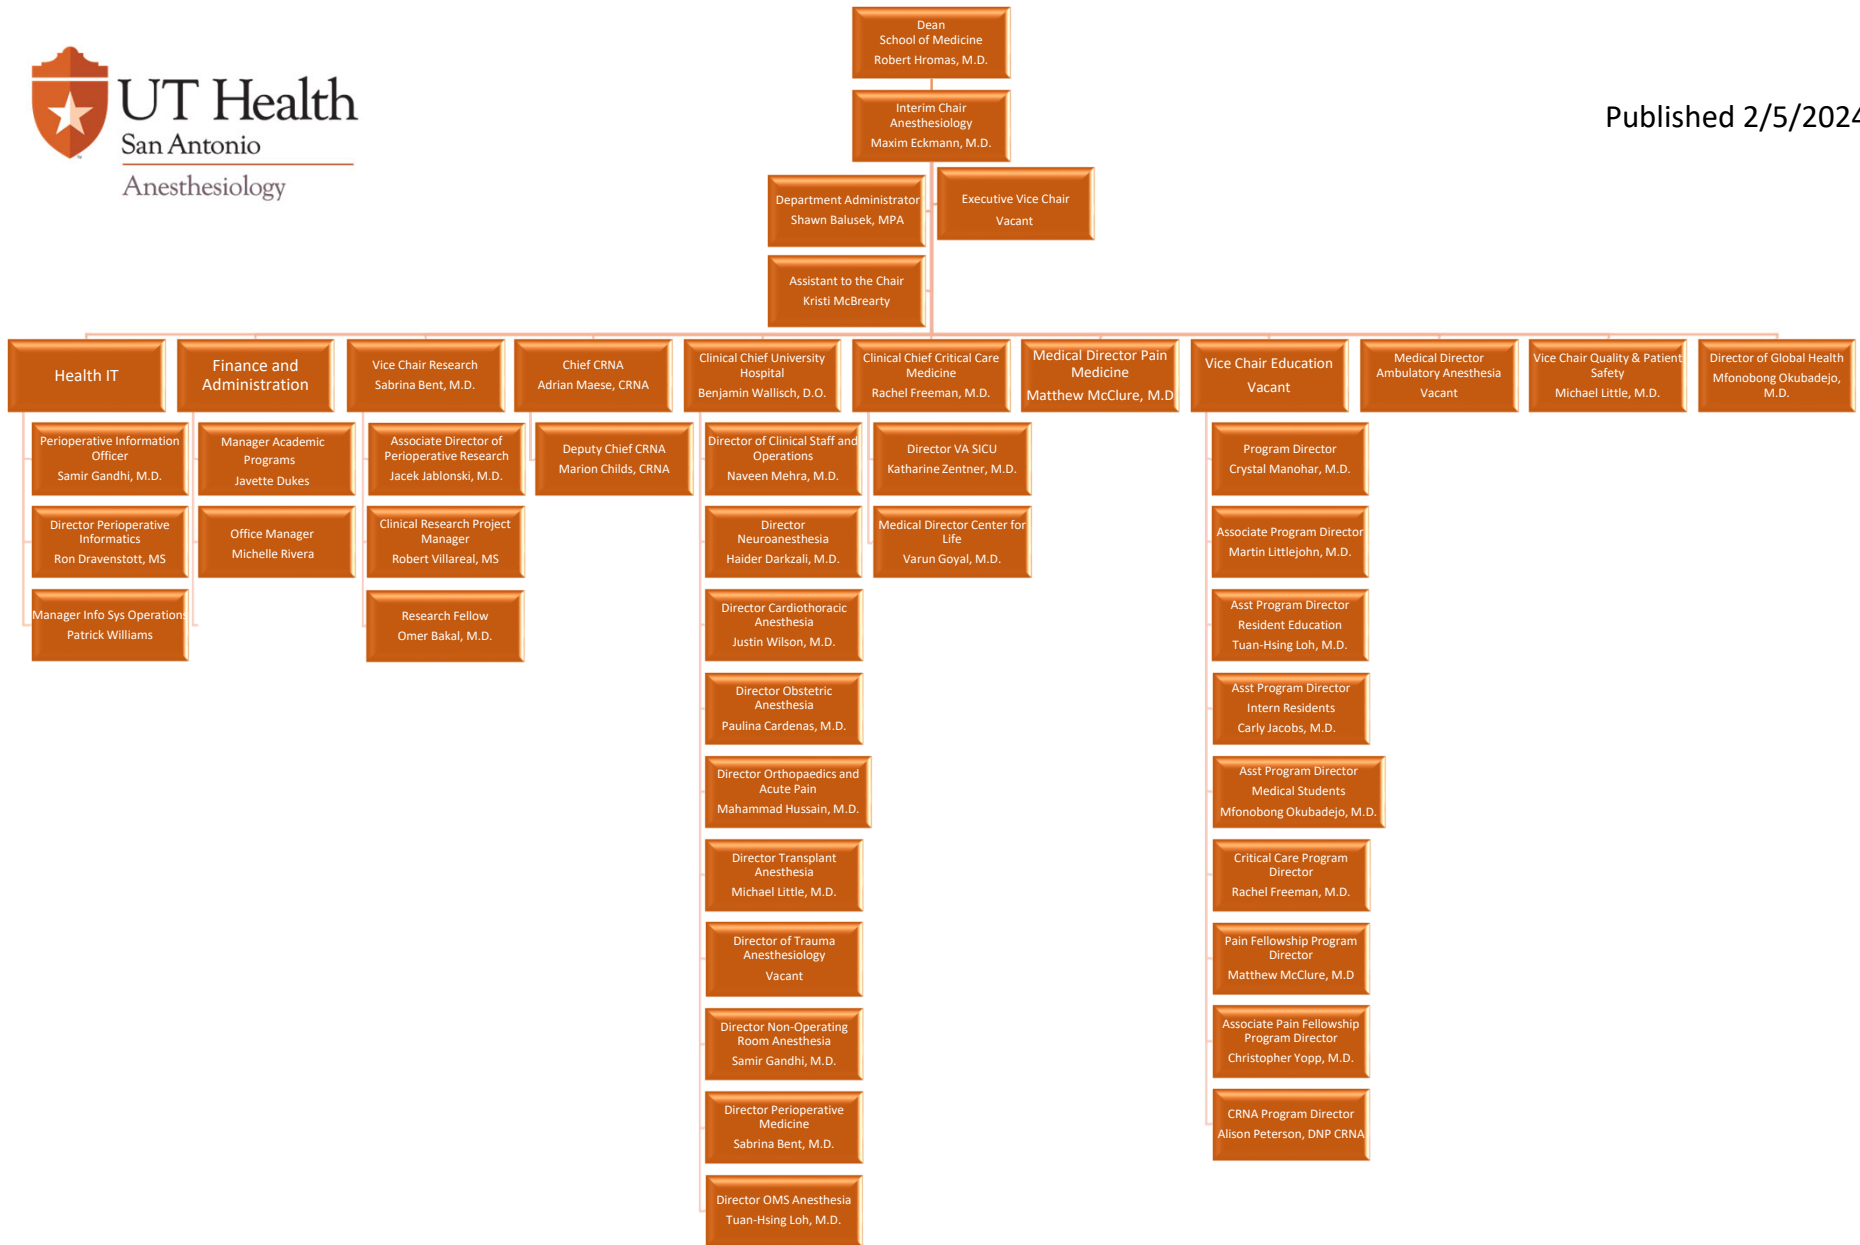 UT Health
San Antonio
Anesthesiology
Published 2/5/2024
Dean
School of Medicine
Robert Hromas, M.D.
Interim Chair
Anesthesiology
Maxim Eckmann, M.D.
Department Administrator
Shawn Balusek, MPA
Executive Vice Chair
Vacant
Assistant to the Chair
Kristi McBrearty
Health IT
Perioperative Information
Officer
Samir Gandhi, M.D.
Director Perioperative
Informatics
Ron Dravenstott, MS
Manager Info Sys Operations
Patrick Williams
Finance and
Administration
Manager Academic
Programs
Javette Dukes
Office Manager
Michelle Rivera
Vice Chair Research
Sabrina Bent, M.D.
Associate Director of
Perioperative Research
Jacek Jablonski, M.D.
Clinical Research Project
Manager
Robert Villareal, MS
Research Fellow
Omer Bakal, M.D.
Chief CRNA
Adrian Maese, CRNA
Deputy Chief CRNA
Marion Childs, CRNA
Clinical Chief University
Hospital
Benjamin Wallisch, D.O.
Director of Clinical Staff and
Operations
Naveen Mehra, M.D.
Director
Neuroanesthesia
Haider Darkzali, M.D.
Director Cardiothoracic
Anesthesia
Justin Wilson, M.D.
Director Obstetric
Anesthesia
Paulina Cardenas, M.D.
Director Orthopaedics and
Acute Pain
Mahammad Hussain, M.D.
Director Transplant
Anesthesia
Michael Little, M.D.
Director of Trauma
Anesthesiology
Vacant
Director Non-Operating
Room Anesthesia
Samir Gandhi, M.D.
Director Perioperative
Medicine
Sabrina Bent, M.D.
Director OMS Anesthesia
Tuan-Hsing Loh, M.D.
Clinical Chief Critical Care
Medicine
Rachel Freeman, M.D.
Director VA SICU
Katharine Zentner, M.D.
Medical Director Center for
Life
Varun Goyal, M.D.
Medical Director Pain
Medicine
Matthew McClure, M.D
Vice Chair Education
Vacant
Program Director
Crystal Manohar, M.D.
Associate Program Director
Martin Littlejohn, M.D.
Asst Program Director
Resident Education
Tuan-Hsing Loh, M.D.
Asst Program Director
Intern Residents
Carly Jacobs, M.D.
Asst Program Director
Medical Students
Mfonobong Okubadejo, M.D.
Critical Care Program
Director
Rachel Freeman, M.D.
Pain Fellowship Program
Director
Matthew McClure, M.D
Associate Pain Fellowship
Program Director
Christopher Yopp, M.D.
CRNA Program Director
Alison Peterson, DNP CRNA
Medical Director
Ambulatory Anesthesia
Vacant
Vice Chair Quality & Patient
Safety
Michael Little, M.D.
Director of Global Health
Mfonobong Okubadejo,
M.D.